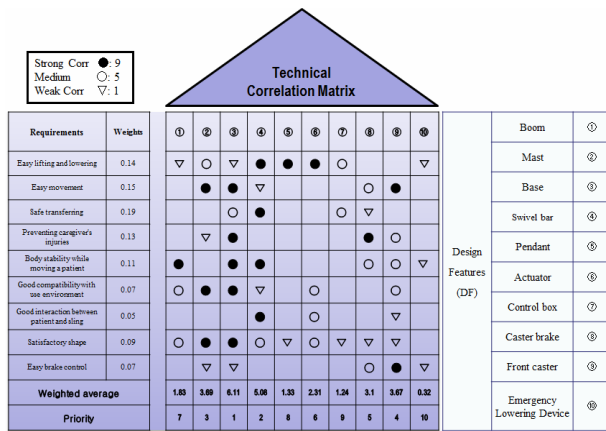 Technical
Correlation Matrix
Strong Corr ●: 9
Medium ○: 5
Weak Corr ▽: 1
Requirements Weights ① ② ③ ④ ⑤ ⑥ ⑦ ⑧ ⑨ ⑩
Easy lifting and lowering 0.14 ▽ ○ ▽ ● ● ● ○ ▽
Easy movement 0.15 ● ● ▽ ○ ●
Safe transferring 0.19 ○ ● ○ ▽
Preventing caregiver's
injuries 0.13 ▽ ● ● ○
Body stability while
moving a patient 0.11 ● ● ● ○ ○ ▽
Good compatibility with
use environment 0.07 ○ ● ● ▽ ○ ○
Good interaction between
patient and sling 0.05 ● ○ ▽
Satisfactory shape 0.09 ○ ● ● ○ ▽ ○ ▽ ▽ ▽
Easy brake control 0.07 ▽ ▽ ○ ● ▽
Weighted average 1.83 3.69 6.11 5.08 1.33 2.31 1.24 3.1 3.67 0.32
Priority 7 3 1 2 8 6 9 5 4 10
Design
Features
(DF)
Boom ①
Mast ②
Base ③
Swivel bar ④
Pendant ⑤
Actuator ⑥
Control box ⑦
Caster brake ⑧
Front caster ⑨
Emergency
Lowering Device ⑩